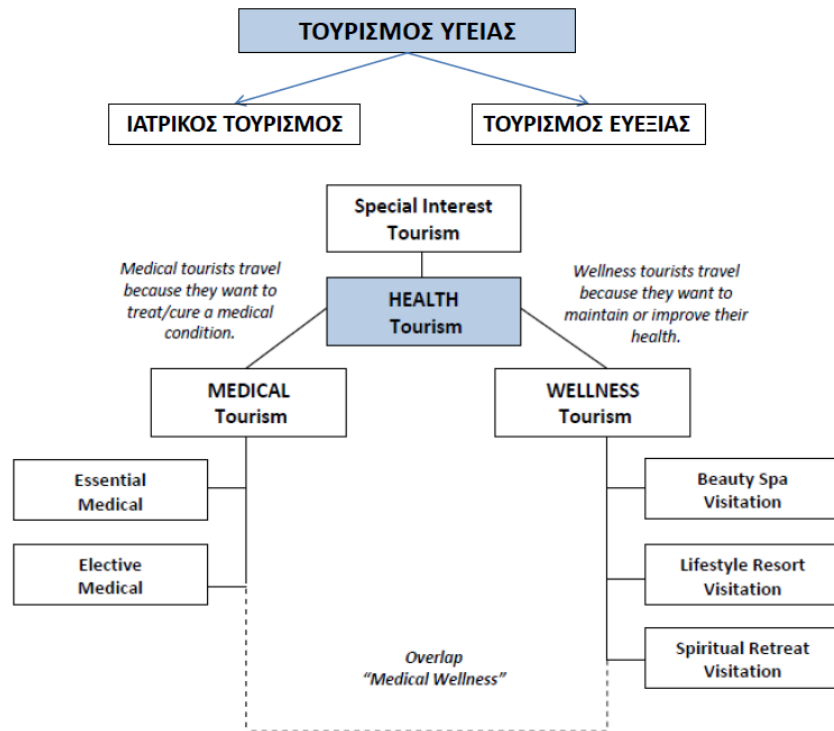 ΤΟΥΡΙΣΜΟΣ ΥΓΕΙΑΣ
ΙΑΤΡΙΚΟΣ ΤΟΥΡΙΣΜΟΣ
ΤΟΥΡΙΣΜΟΣ ΕΥΕΞΙΑΣ
Special Interest
Tourism
Medical tourists travel
because they want to
treat/cure a medical
condition.
HEALTH
Tourism
Wellness tourists travel
because they want to
maintain or improve their
health.
MEDICAL
Tourism
WELLNESS
Tourism
Essential
Medical
Beauty Spa
Visitation
Elective
Medical
Lifestyle Resort
Visitation
Overlap
“Medical Wellness”
Spiritual Retreat
Visitation